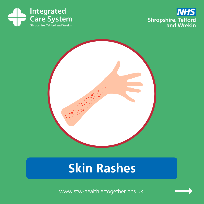 Integrated
Care System
NHS
Shropshire, Telford
and Wrekin
Skin Rashes